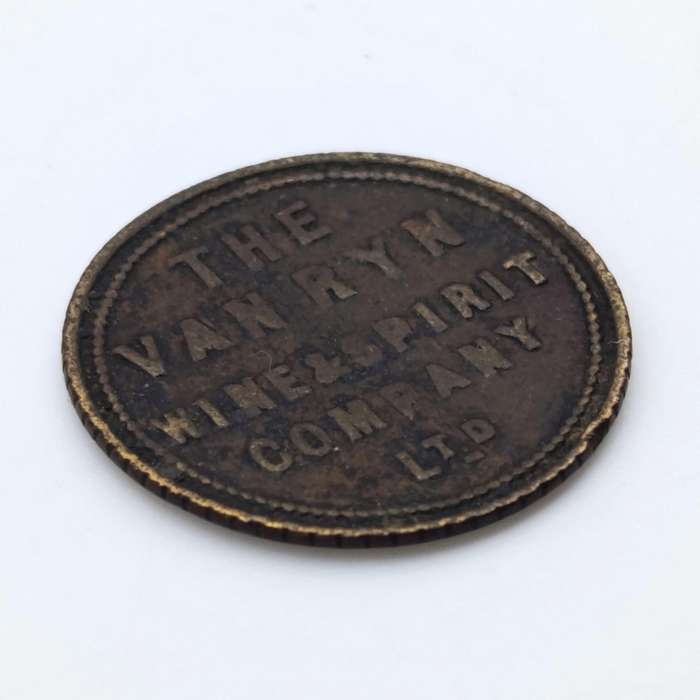 THE
VAN RYN
WINE & SPIRIT
COMPANY
LTD